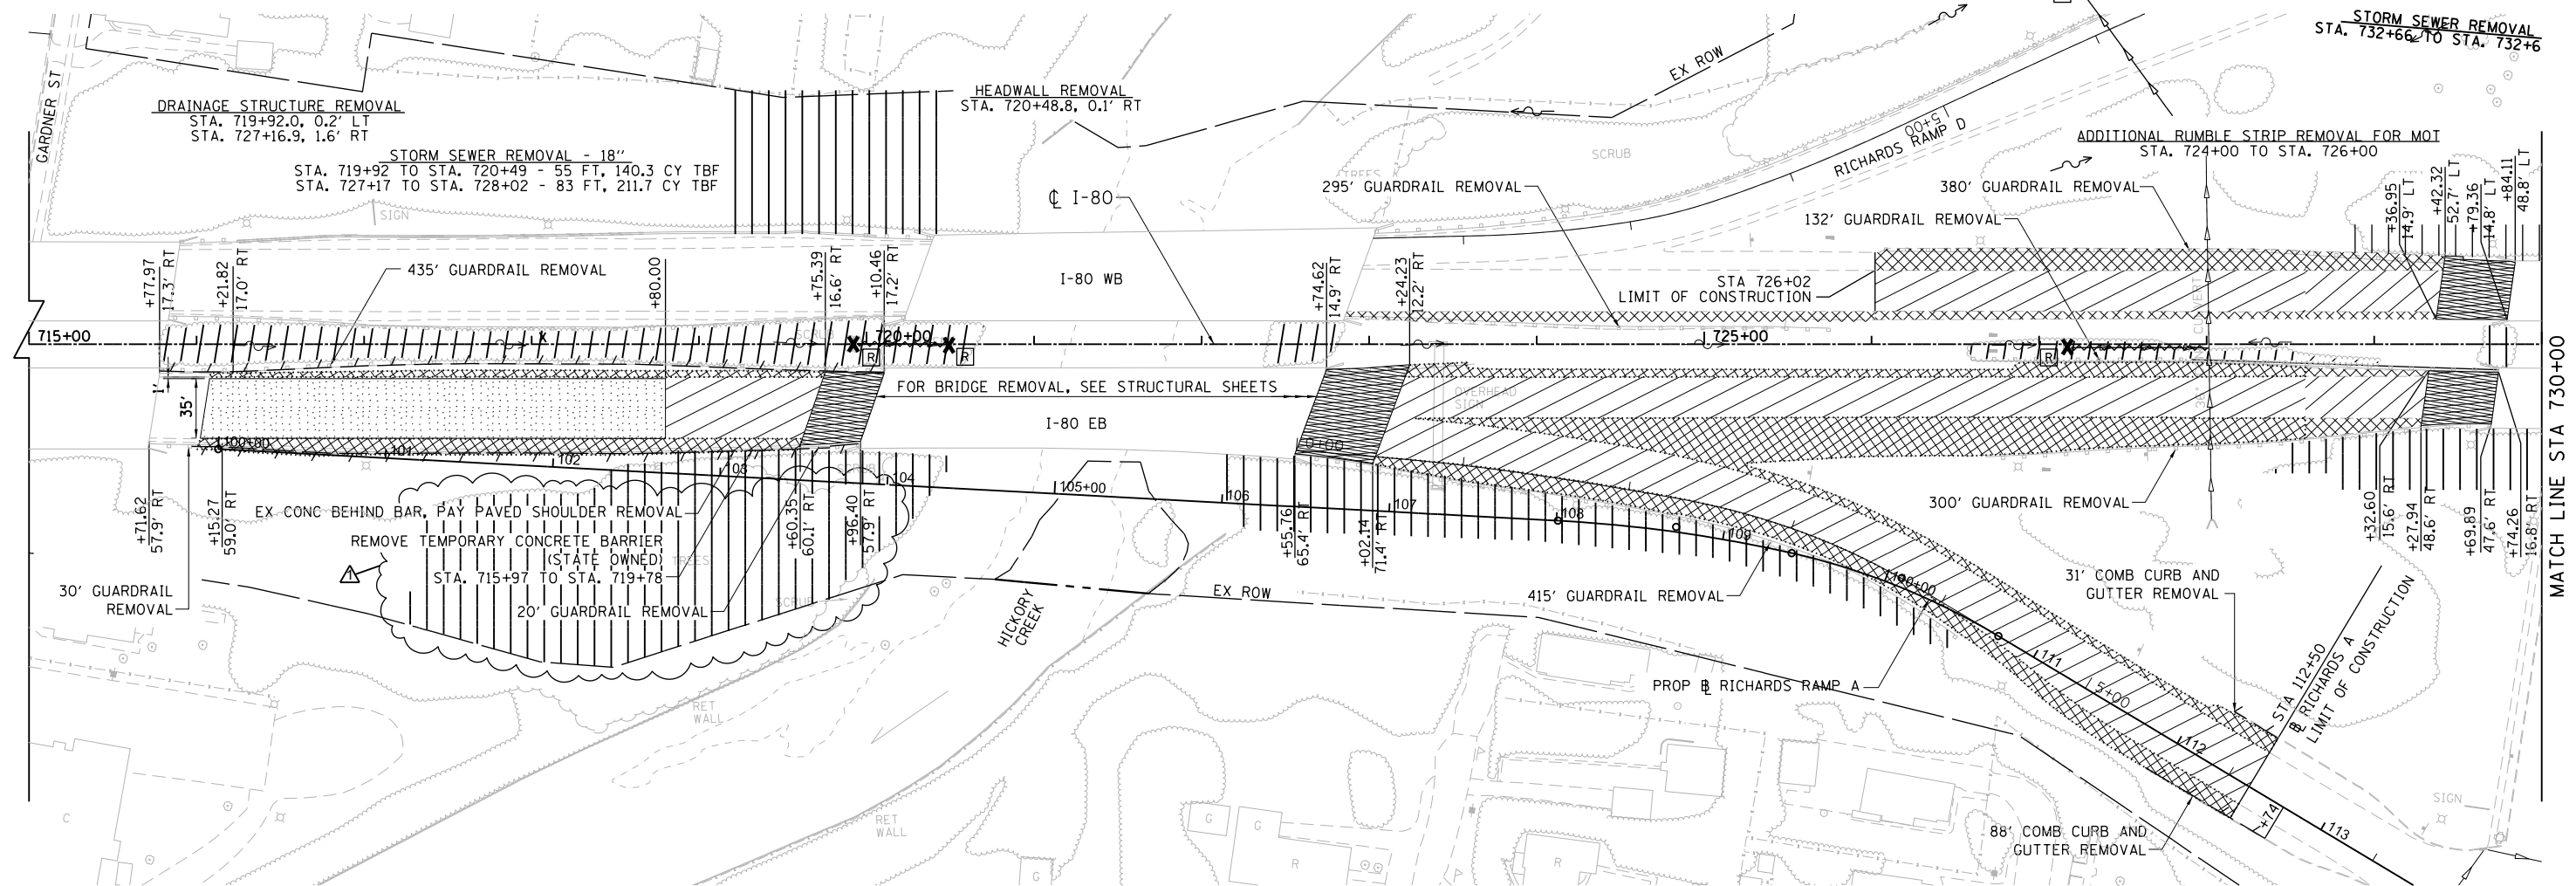 STORM SEWER REMOVAL
STA. 732+66 TO STA. 732+6
GARDNER ST
DRAINAGE STRUCTURE REMOVAL
STA. 719+92.0, 0.2' LT
STA. 727+16.9, 1.6' RT
STORM SEWER REMOVAL - 18"
STA. 719+92 TO STA. 720+49 - 55 FT, 140.3 CY TBF
STA. 727+17 TO STA. 728+02 - 83 FT, 211.7 CY TBF
SIGN
HEADWALL REMOVAL
STA. 720+48.8, 0.1' RT
EX ROW
15+00
RICHARDS RAMP D
SCRUB
TREES
ADDITIONAL RUMBLE STRIP REMOVAL FOR MOT
STA. 724+00 TO STA. 726+00
℄ I-80
295' GUARDRAIL REMOVAL
380' GUARDRAIL REMOVAL
132' GUARDRAIL REMOVAL
+36.95
14.9' LT
+42.32
52.7' LT
+79.36
14.8' LT
+84.11
48.8' LT
+77.97
17.3' RT
+21.82
17.0' RT
435' GUARDRAIL REMOVAL
+80.00
+75.39
16.6' RT
+10.46
17.2' RT
I-80 WB
+74.62
14.9' RT
+24.23
12.2' RT
STA 726+02
LIMIT OF CONSTRUCTION
715+00
720+00
725+00
R
R
R
1'
35'
FOR BRIDGE REMOVAL, SEE STRUCTURAL SHEETS
I-80 EB
OVERHEAD
SIGN
MATCH LINE STA 730+00
100+00
101
102
103
104
105+00
106
107
108
109
110+00
111
112
113
0+00
5+00
+74
+71.62
57.9' RT
+15.27
59.0' RT
EX CONC BEHIND BAR, PAY PAVED SHOULDER REMOVAL
REMOVE TEMPORARY CONCRETE BARRIER
(STATE OWNED)
STA. 715+97 TO STA. 719+78
TREES
SCRUB
1
30' GUARDRAIL
REMOVAL
20' GUARDRAIL REMOVAL
+60.35
60.1' RT
+96.40
57.9' RT
+55.76
65.4' RT
+02.14
71.4' RT
300' GUARDRAIL REMOVAL
+32.60
15.6' RT
+27.94
48.6' RT
+69.89
47.6' RT
+74.26
16.8' RT
EX ROW
HICKORY
CREEK
415' GUARDRAIL REMOVAL
31' COMB CURB AND
GUTTER REMOVAL
PROP B RICHARDS RAMP A
STA 112+50
B RICHARDS A
LIMIT OF CONSTRUCTION
RET
WALL
RET
WALL
88' COMB CURB AND
GUTTER REMOVAL
SIGN
C
G
G
G
R
R